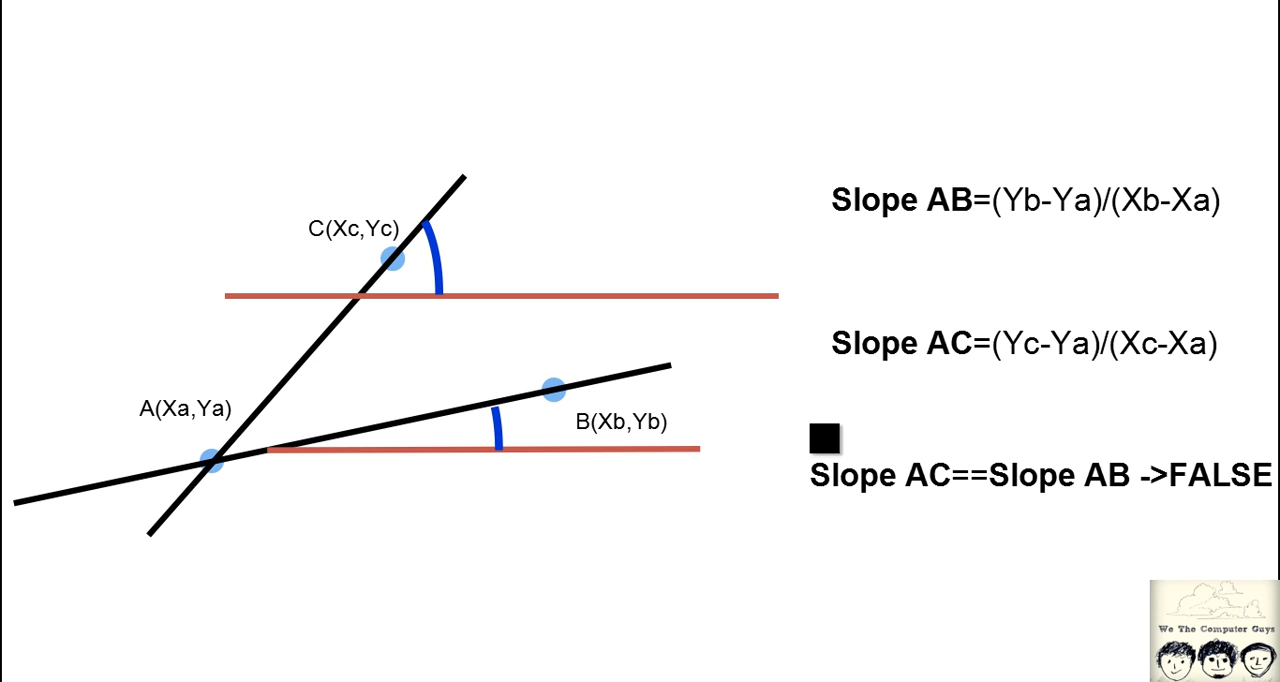 Slope AB=(Yb-Ya)/(Xb-Xa)
C(Xc,Yc)
Slope AC=(Yc-Ya)/(Xc-Xa)
A(Xa,Ya)
B(Xb,Yb)
Slope AC==Slope AB ->FALSE
We The Computer Guys